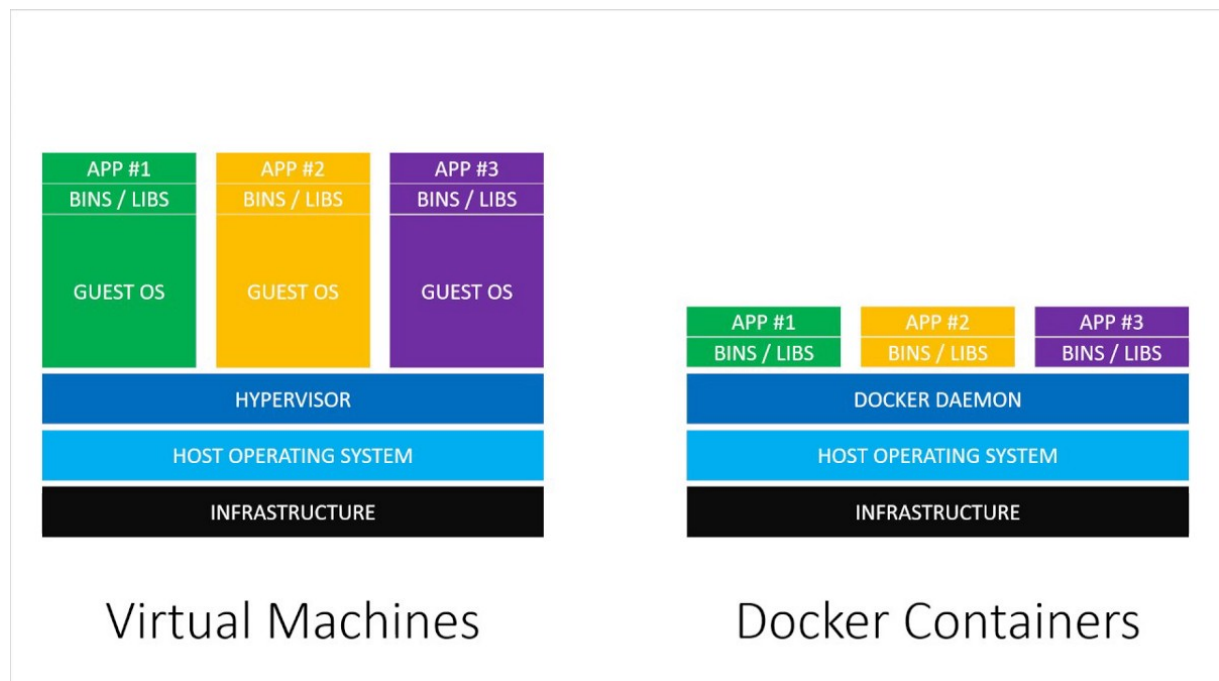 APP #1
BINS / LIBS
GUEST OS
APP #2
BINS / LIBS
GUEST OS
APP #3
BINS / LIBS
GUEST OS
HYPERVISOR
HOST OPERATING SYSTEM
INFRASTRUCTURE
Virtual Machines
APP #1
BINS / LIBS
APP #2
BINS / LIBS
APP #3
BINS / LIBS
DOCKER DAEMON
HOST OPERATING SYSTEM
INFRASTRUCTURE
Docker Containers